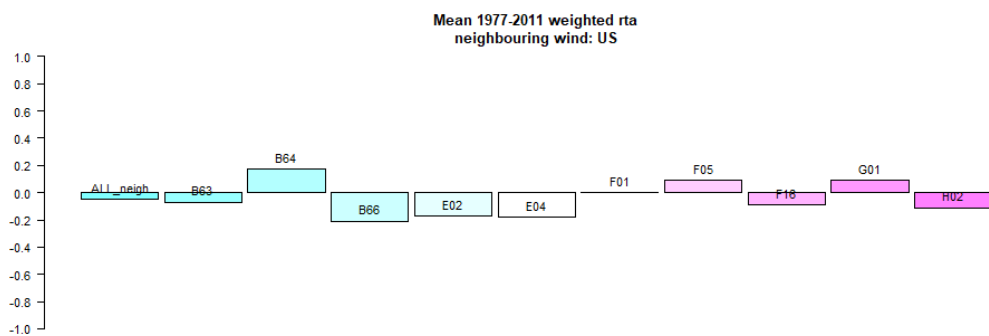 Mean 1977-2011 weighted rta
neighbouring wind: US
1.0
0.8
0.6
0.4
0.2
0.0
-0.2
-0.4
-0.6
-0.8
-1.0
ALL_neigh
B63
B64
B66
E02
E04
F01
F05
F16
G01
H02